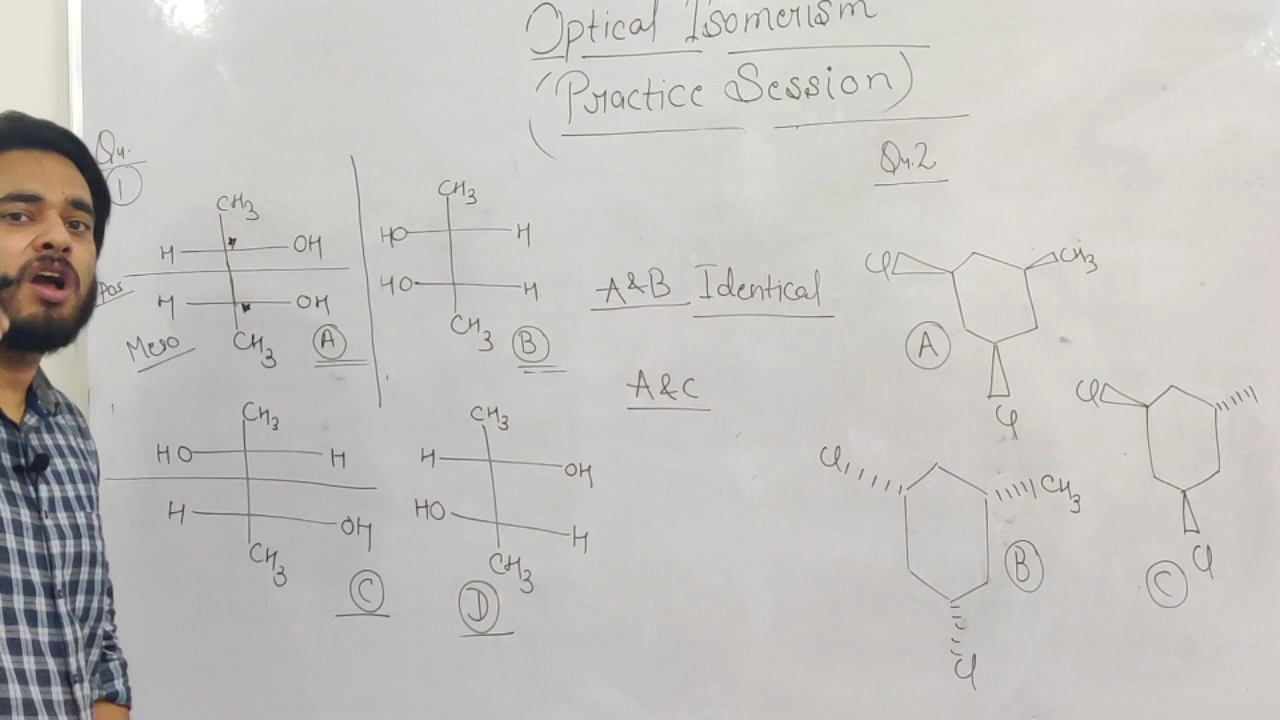 Optical Isomerism
(Practice Session)
Qu.
1
CH3
H OH
Pos
H OH
CH3
Meso
A
CH3
HO H
HO H
CH3
B
CH3
HO H
H OH
CH3
C
CH3
H OH
HO H
CH3
D
A&B Identical
A&C
Qu.2
Cl CH3
A
Cl
Cl CH3
B
Cl
Cl
C
Cl